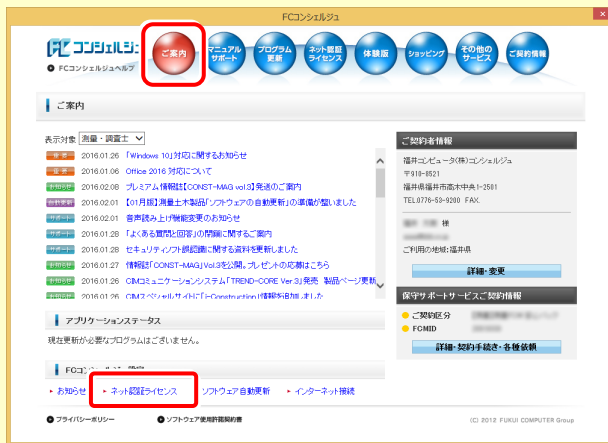 FCコンシェルジュ
FCコンシェルジ
FCコンシェルジュヘルプ
ご案内
マニュアル
サポート
プログラム
更新
ネット認証
ライセンス
体験版
ショッピング
その他の
サービス
ご契約情報
ご案内
表示対象 測量・調査士
重要 2016.01.26 「Windows 10」対応に関するお知らせ
重要 2016.01.06 Office 2016 対応について
お知らせ 2016.02.08 プレミアム情報誌【CONST-MAG vol.3】発送のご案内
自動更新 2016.02.01 【01月版】測量土木製品「ソフトウェアの自動更新」の準備が整いました
サポート 2016.02.01 音声読み上げ機能変更のお知らせ
サポート 2016.01.28 「よくある質問と回答」の閉鎖に関するご案内
サポート 2016.01.28 セキュリティソフト誤認識に関する資料を更新しました
お知らせ 2016.01.27 情報誌「CONST-MAG」Vol.3を公開。プレゼントの応募はこちら
お知らせ 2016.01.26 CIMコミュニケーションシステム「TREND-CORE Ver.3」発売 製品ページ更新
お知らせ 2016.01.26 CIMスペシャルサイトに「i-Construction」情報を追加しました
アプリケーションステータス
現在更新が必要なプログラムはございません。
FCコンシェルジュ 設定
お知らせ
ネット認証ライセンス
ソフトウェア自動更新
インターネット接続
ご契約者情報
福井コンピュータ(株)コンシェルジュ
〒910-8521
福井県福井市高木中央1-2501
TEL.0776-53-9200 FAX.
様
ご利用の地域:福井県
詳細・変更
保守サポートサービスご契約情報
ご契約区分
FCMID
詳細・契約手続き・各種依頼
プライバシーポリシー
ソフトウェア使用許諾契約書
(C) 2012 FUKUI COMPUTER Group